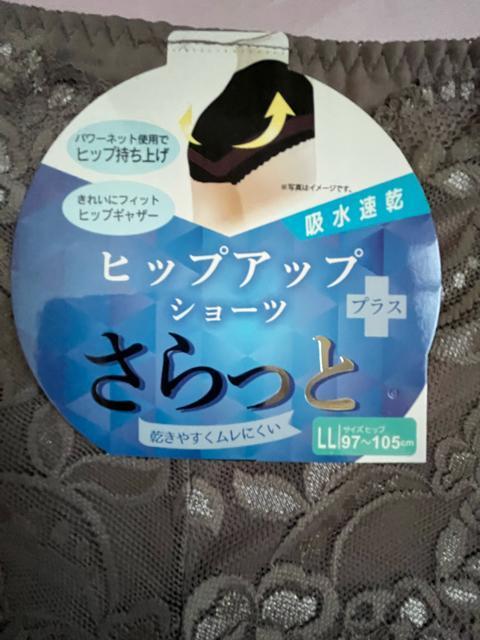 パワーネット使用で
ヒップ持ち上げ
きれいにフィット
ヒップギャザー
※写真はイメージです。
吸水速乾
ヒップアップ
ショーツ
プラス
さらっと
乾きやすくムレにくい
LL
サイズ ヒップ
97〜105cm